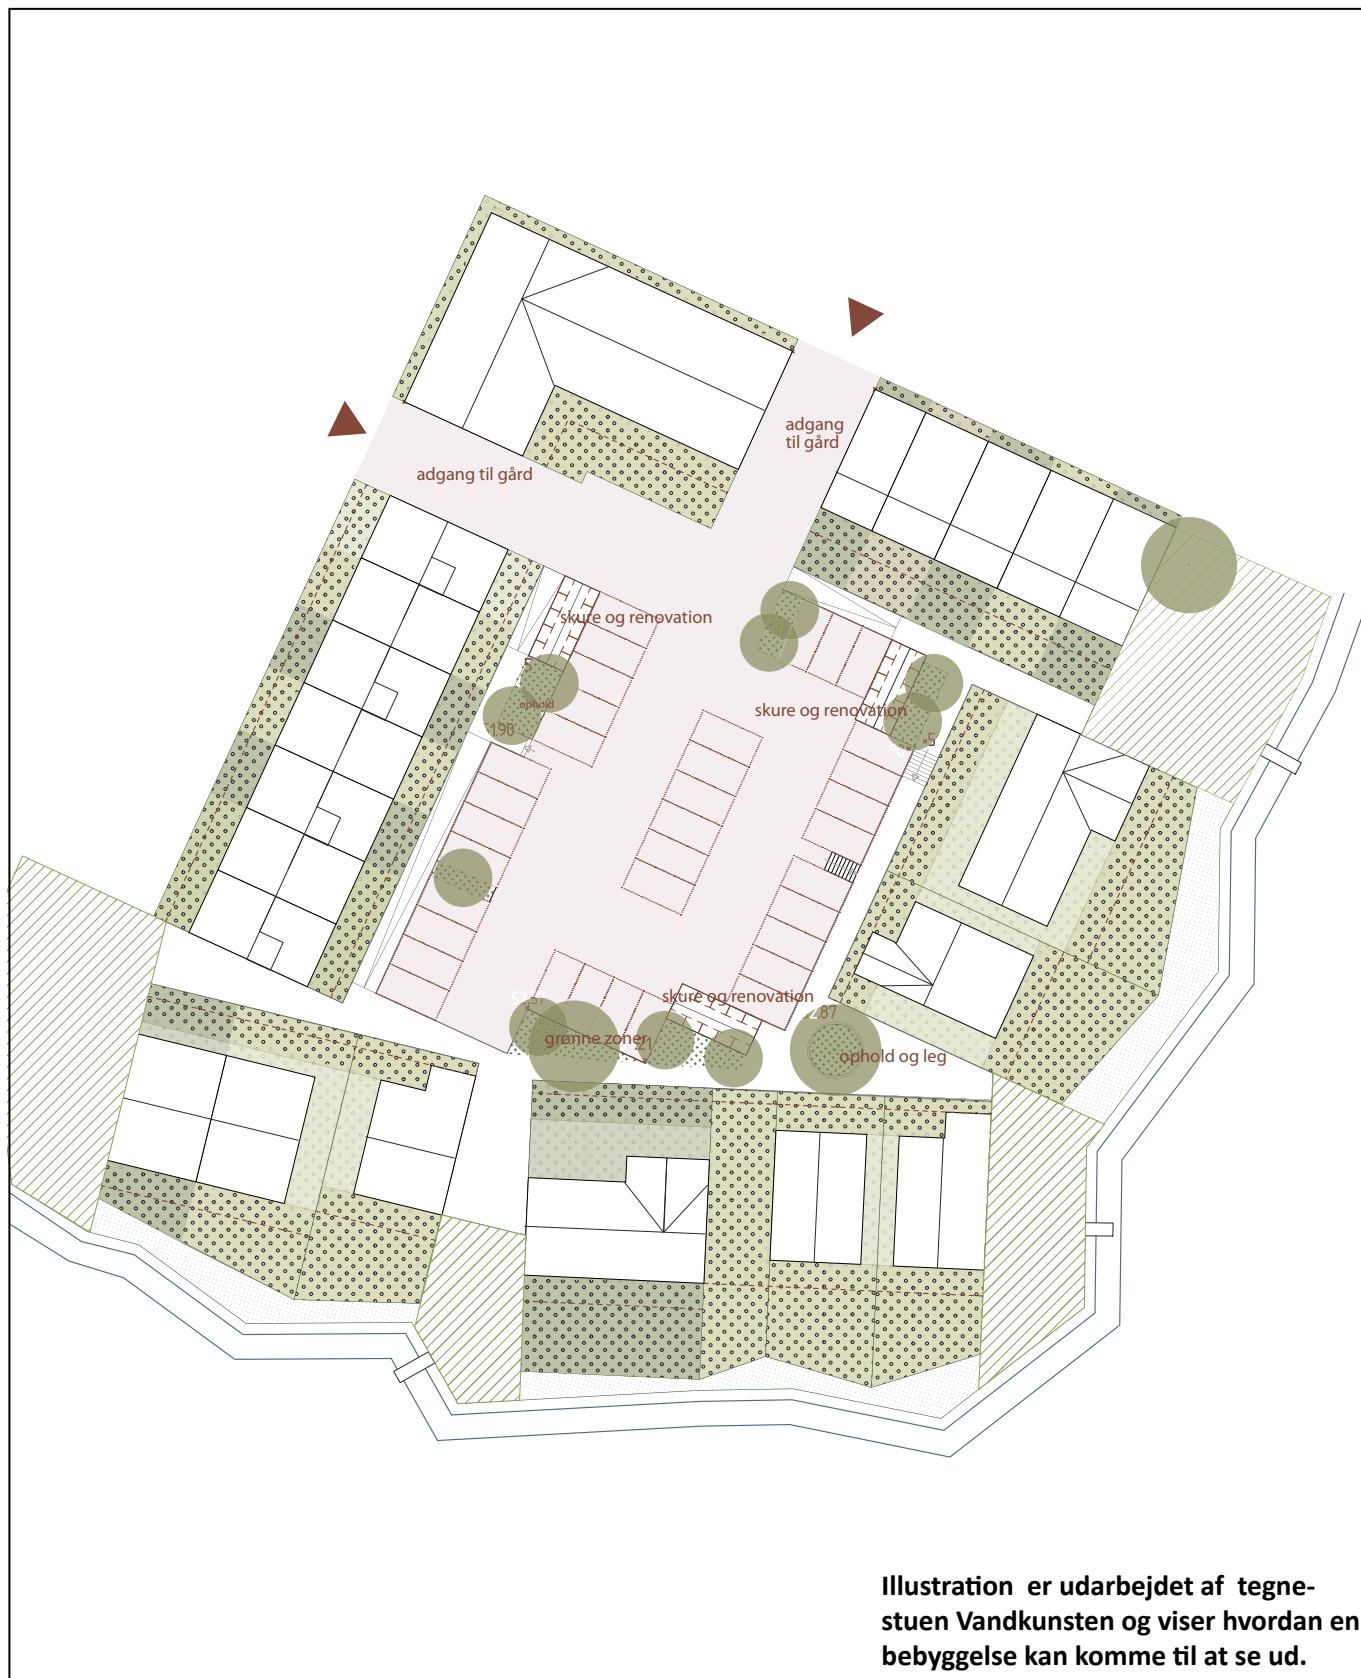 adgang
til gård
adgang til gård
skure og renovation
ophold
skure og renovation
skure og renovation
grønne zoner
ophold og leg
Illustration er udarbejdet af tegne-
stuen Vandkunsten og viser hvordan en
bebyggelse kan komme til at se ud.